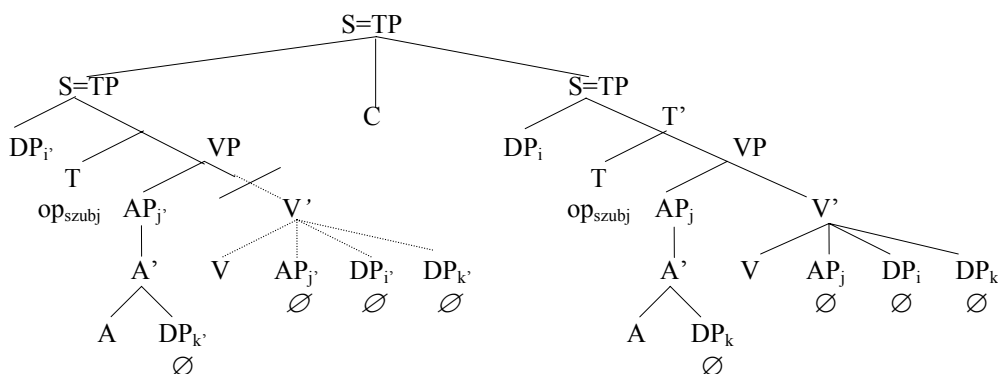 S=TP
S=TP C S=TP
T’
DPi’ VP DPi VP
T T
opszubj APj’ V’ opszubj APj V’
A’ V APj’ DPi’ DPk’ A’ V APj DPi DPk
∅ ∅ ∅ ∅ ∅ ∅
A DPk’ A DPk
∅ ∅